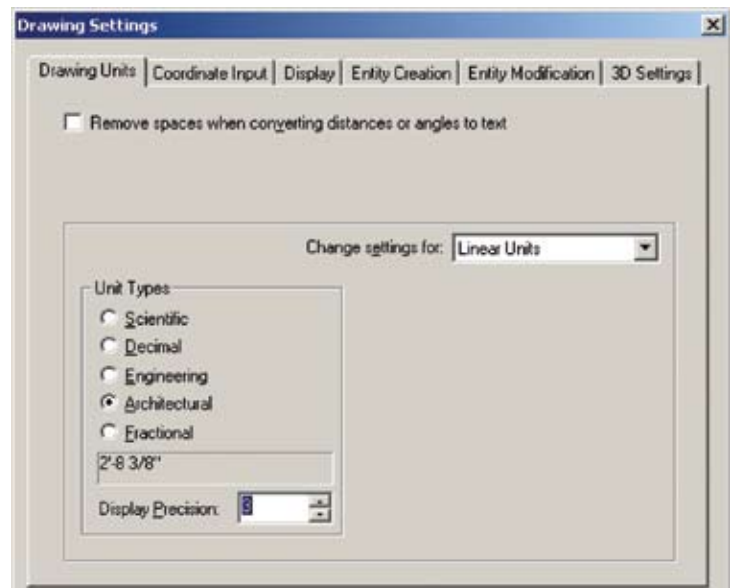 Drawing Settings
Drawing Units Coordinate Input Display Entity Creation Entity Modification 3D Settings
Remove spaces when converting distances or angles to text
Change settings for: Linear Units
Unit Types
Scientific
Decimal
Engineering
Architectural
Fractional
2'-8 3/8"
Display Precision: 3